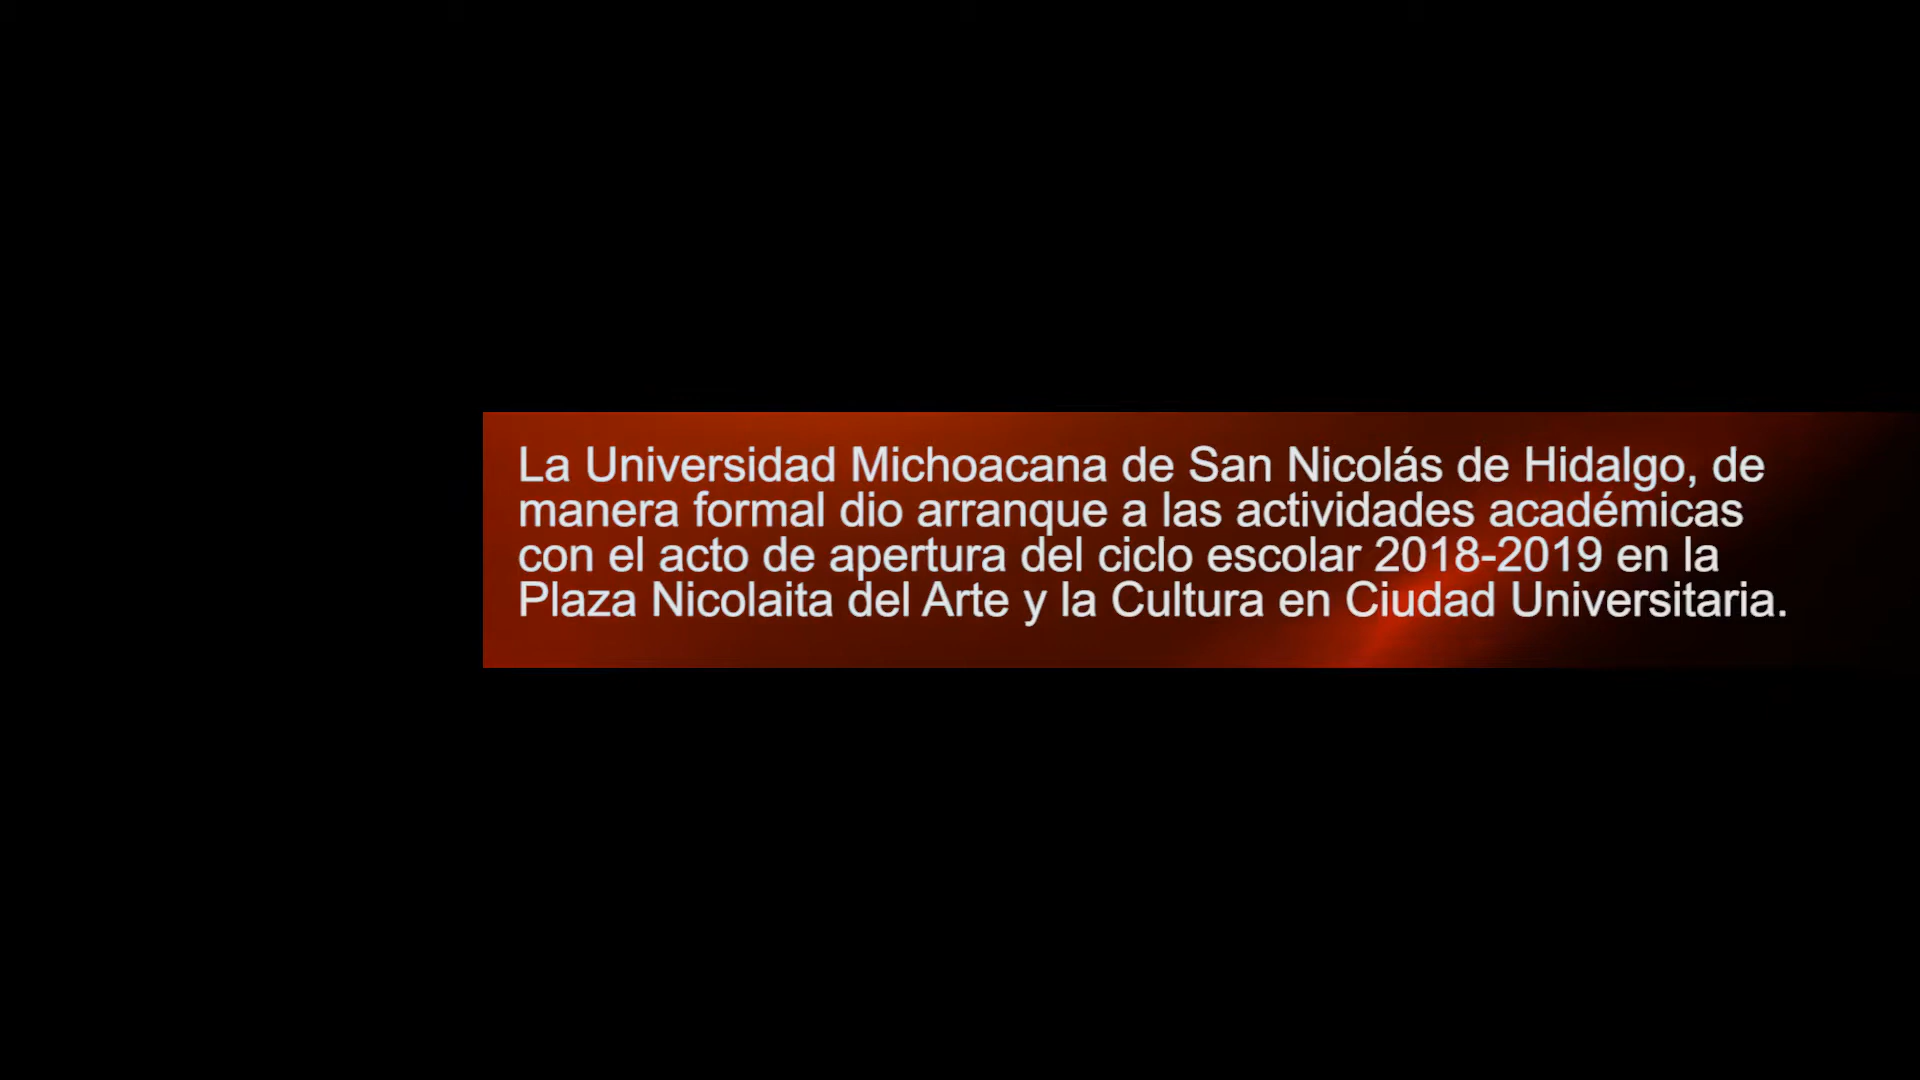 La Universidad Michoacana de San Nicolás de Hidalgo, de
manera formal dio arranque a las actividades académicas
con el acto de apertura del ciclo escolar 2018-2019 en la
Plaza Nicolaita del Arte y la Cultura en Ciudad Universitaria.